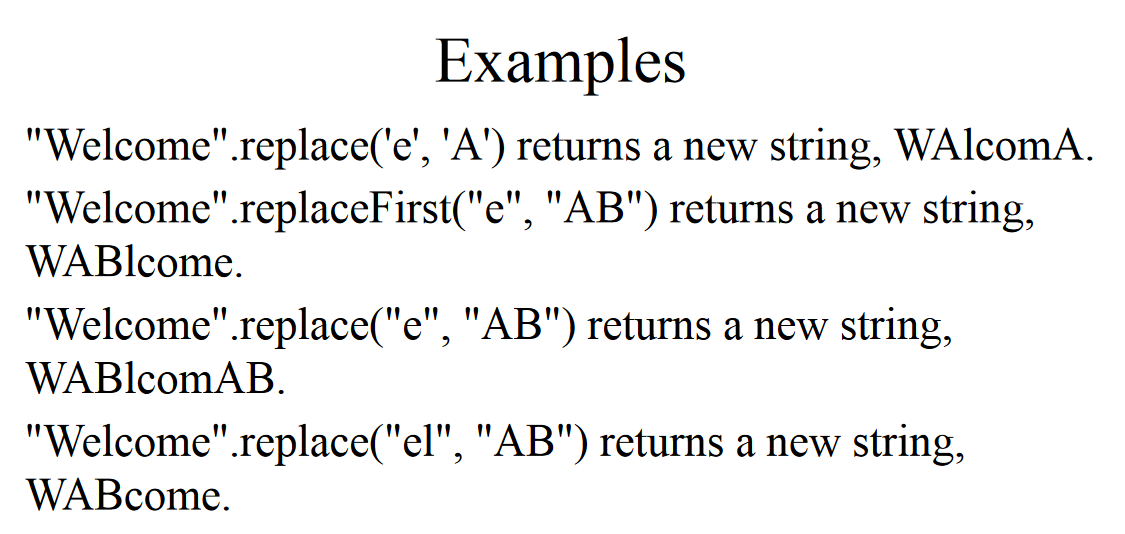 Examples
"Welcome".replace('e', 'A') returns a new string, WAlcomA.
"Welcome".replaceFirst("e", "AB") returns a new string,
WABlcome.
"Welcome".replace("e", "AB") returns a new string,
WABlcomAB.
"Welcome".replace("el", "AB") returns a new string,
WABcome.